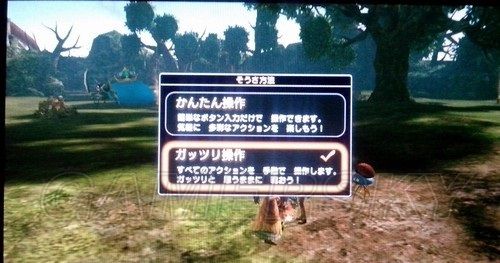 そうさ方法
かんたん操作
簡単なボタン入力だけで 操作できます。
気軽に 多彩なアクションを 楽しもう!
ガッツリ操作
すべてのアクションを 手動で 操作します。
ガッツリと 思うままに 戦おう!